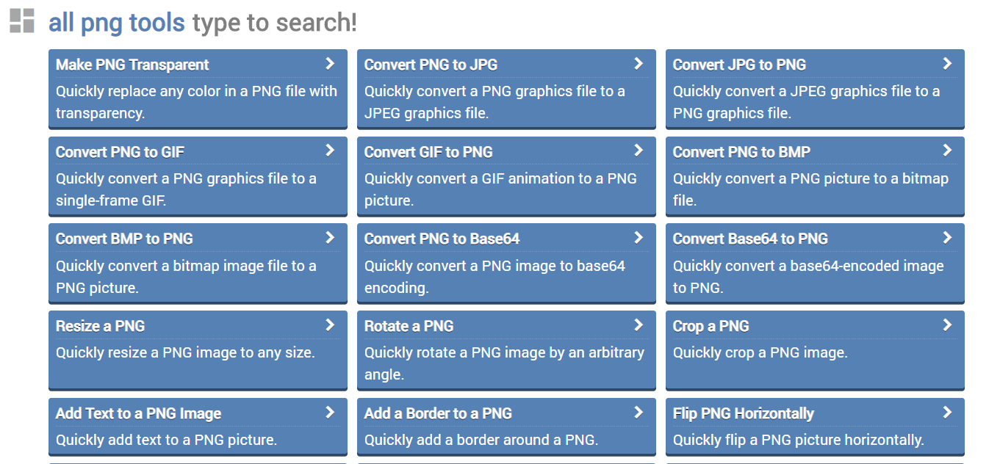 all png tools type to search!
Make PNG Transparent
Quickly replace any color in a PNG file with
transparency.
Convert PNG to JPG
Quickly convert a PNG graphics file to a
JPEG graphics file.
Convert JPG to PNG
Quickly convert a JPEG graphics file to a
PNG graphics file.
Convert PNG to GIF
Quickly convert a PNG graphics file to a
single-frame GIF.
Convert GIF to PNG
Quickly convert a GIF animation to a PNG
picture.
Convert PNG to BMP
Quickly convert a PNG picture to a bitmap
file.
Convert BMP to PNG
Quickly convert a bitmap image file to a
PNG picture.
Convert PNG to Base64
Quickly convert a PNG image to base64
encoding.
Convert Base64 to PNG
Quickly convert a base64-encoded image
to PNG.
Resize a PNG
Quickly resize a PNG image to any size.
Rotate a PNG
Quickly rotate a PNG image by an arbitrary
angle.
Crop a PNG
Quickly crop a PNG image.
Add Text to a PNG Image
Quickly add text to a PNG picture.
Add a Border to a PNG
Quickly add a border around a PNG.
Flip PNG Horizontally
Quickly flip a PNG picture horizontally.